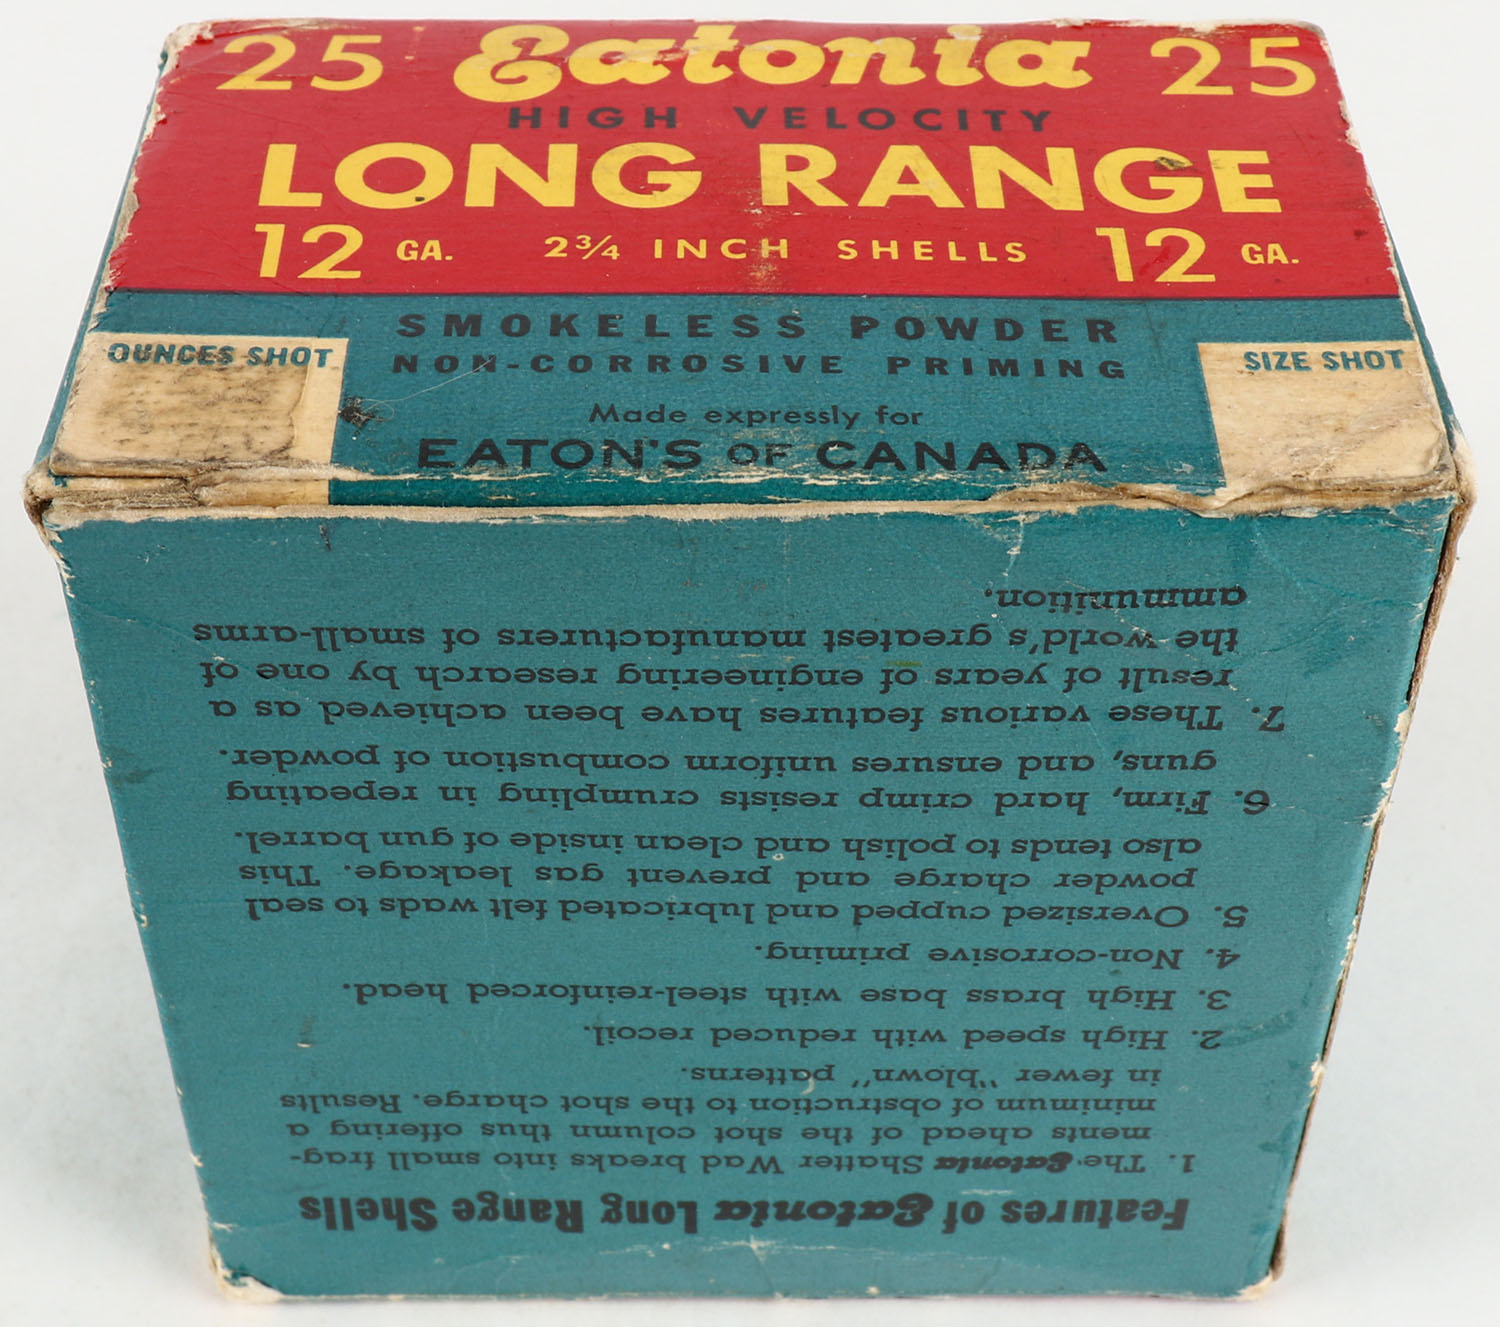 25 Eatonia 25
HIGH VELOCITY
LONG RANGE
12 GA. 2¾ INCH SHELLS 12 GA.
SMOKELESS POWDER
NON-CORROSIVE PRIMING
OUNCES SHOT
SIZE SHOT
Made expressly for
EATON'S OF CANADA
Features of Eatonia Long Range Shells
1. The Eatonia Shatter Wad breaks into small frag-
ments ahead of the shot column thus offering a
minimum of obstruction to the shot charge. Results
in fewer "blown" patterns.
2. High speed with reduced recoil.
3. High brass base with steel-reinforced head.
4. Non-corrosive priming.
5. Oversized cupped and lubricated felt wads to seal
powder charge and prevent gas leakage. This
also tends to polish and clean inside of gun barrel.
6. Firm, hard crimp resists crumpling in repeating
guns, and ensures uniform combustion of powder.
7. These various features have been achieved as a
result of years of engineering research by one of
the world's greatest manufacturers of small-arms
ammunition.